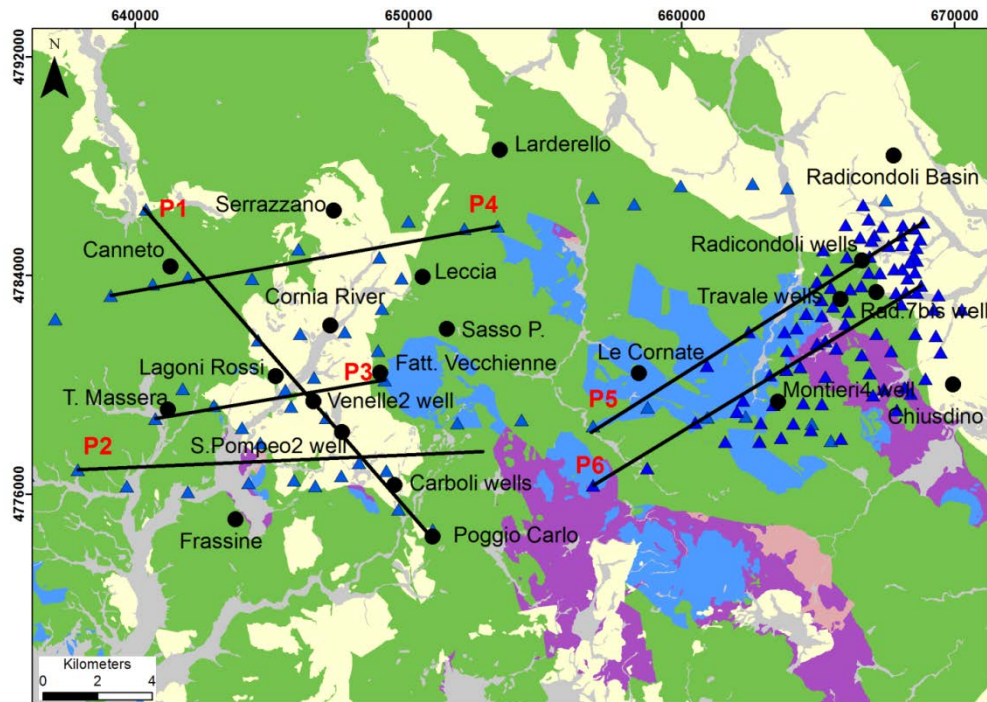 640000
650000
660000
670000
4792000
N
Larderello
Radicondoli Basin
P1
P4
Serrazzano
Radicondoli wells
Canneto
4784000
Leccia
Travale wells
Rad.7bis well
Cornia River
Sasso P.
Lagoni Rossi
P3
Fatt. Vecchienne
Le Cornate
T. Massera
Venelle2 well
P5
Montieri4 well
Chiusdino
P2
S.Pompeo2 well
P6
4776000
Carboli wells
Frassine
Poggio Carlo
Kilometers
0 2 4